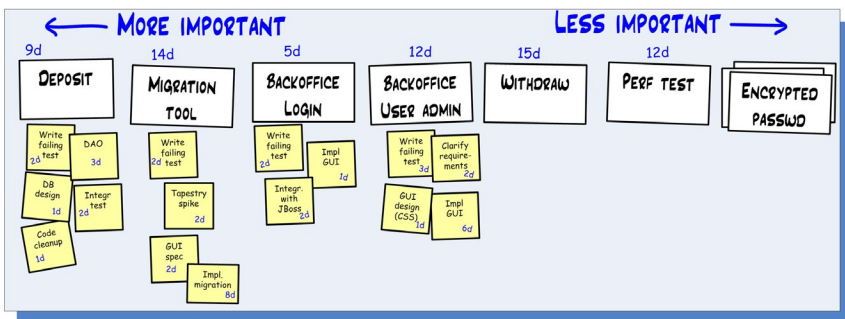 MORE IMPORTANT
LESS IMPORTANT
9d
14d
5d
12d
15d
12d
DEPOSIT
MIGRATION
TOOL
BACKOFFICE
LOGIN
BACKOFFICE
USER ADMIN
WITHDRAW
PERF TEST
ENCRYPTED
PASSWD
Write
failing
test
2d
DAO
3d
DB
design
1d
Integr
test
2d
Code
cleanup
1d
Write
failing
test
2d
Tapestry
spike
2d
GUI
spec
2d
Impl.
migration
8d
Write
failing
test
2d
Impl
GUI
1d
Integr.
with
JBoss
2d
Write
failing
test
3d
Clarify
require-
ments
2d
GUI
design
(CSS)
1d
Impl
GUI
6d